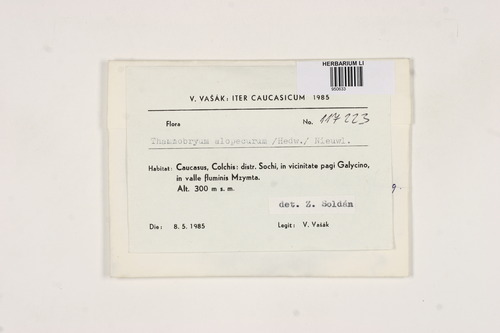 HERBARIUM LI
950633
V. VAŠÁK: ITER CAUCASICUM 1985
Flora
No. 117223
Thamnobryum alopecurum /Hedw./ Nieuwl.
Habitat: Caucasus, Colchis: distr. Sochi, in vicinitate pagi Galycino,
in valle fluminis Mzymta.
Alt. 300 m s. m.
det. Z. Soldán
Die: 8. 5. 1985
Legit: V. Vašák